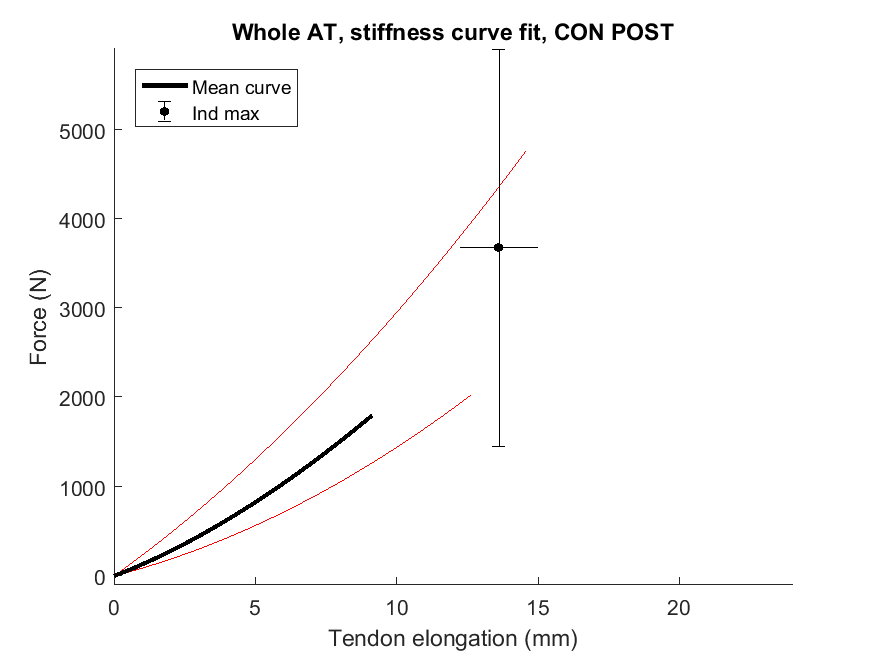 Whole AT, stiffness curve fit, CON POST
Mean curve
Ind max
5000
4000
3000
2000
1000
0
Force (N)
0 5 10 15 20
Tendon elongation (mm)